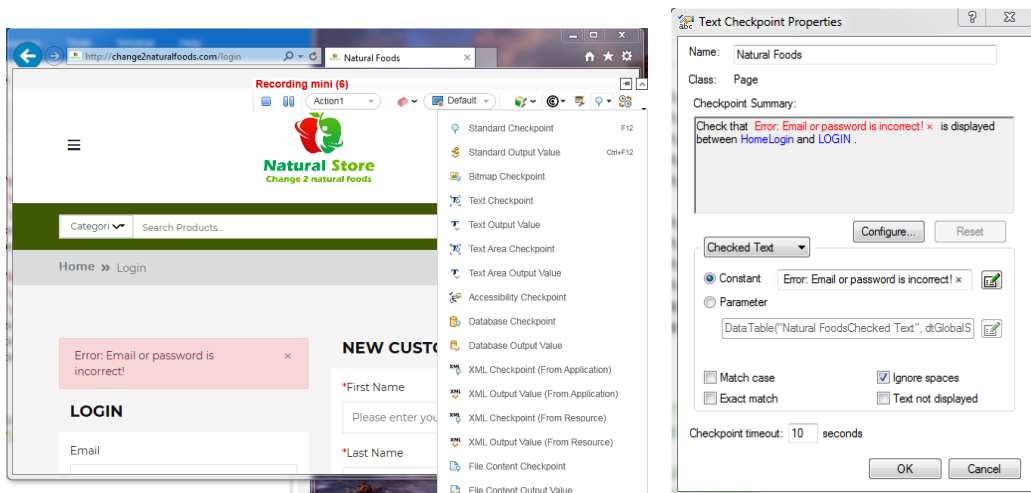 http://change2naturalfoods.com/login
Natural Foods
Recording mini (6)
Action1
Default
Natural Store
Change 2 natural foods
Categori
Search Products...
Home » Login
Error: Email or password is
incorrect!
×
LOGIN
Email
NEW CUSTO
*First Name
Please enter you
*Last Name
Standard Checkpoint F12
Standard Output Value Ctrl+F12
Bitmap Checkpoint
Text Checkpoint
Text Output Value
Text Area Checkpoint
Text Area Output Value
Accessibility Checkpoint
Database Checkpoint
Database Output Value
XML Checkpoint (From Application)
XML Output Value (From Application)
XML Checkpoint (From Resource)
XML Output Value (From Resource)
File Content Checkpoint
File Content Output Value
Text Checkpoint Properties
Name: Natural Foods
Class: Page
Checkpoint Summary:
Check that Error: Email or password is incorrect! × is displayed
between HomeLogin and LOGIN .
Configure... Reset
Checked Text
Constant Error: Email or password is incorrect! ×
Parameter
DataTable("Natural FoodsChecked Text", dtGlobalS
Match case Ignore spaces
Exact match Text not displayed
Checkpoint timeout: 10 seconds
OK Cancel